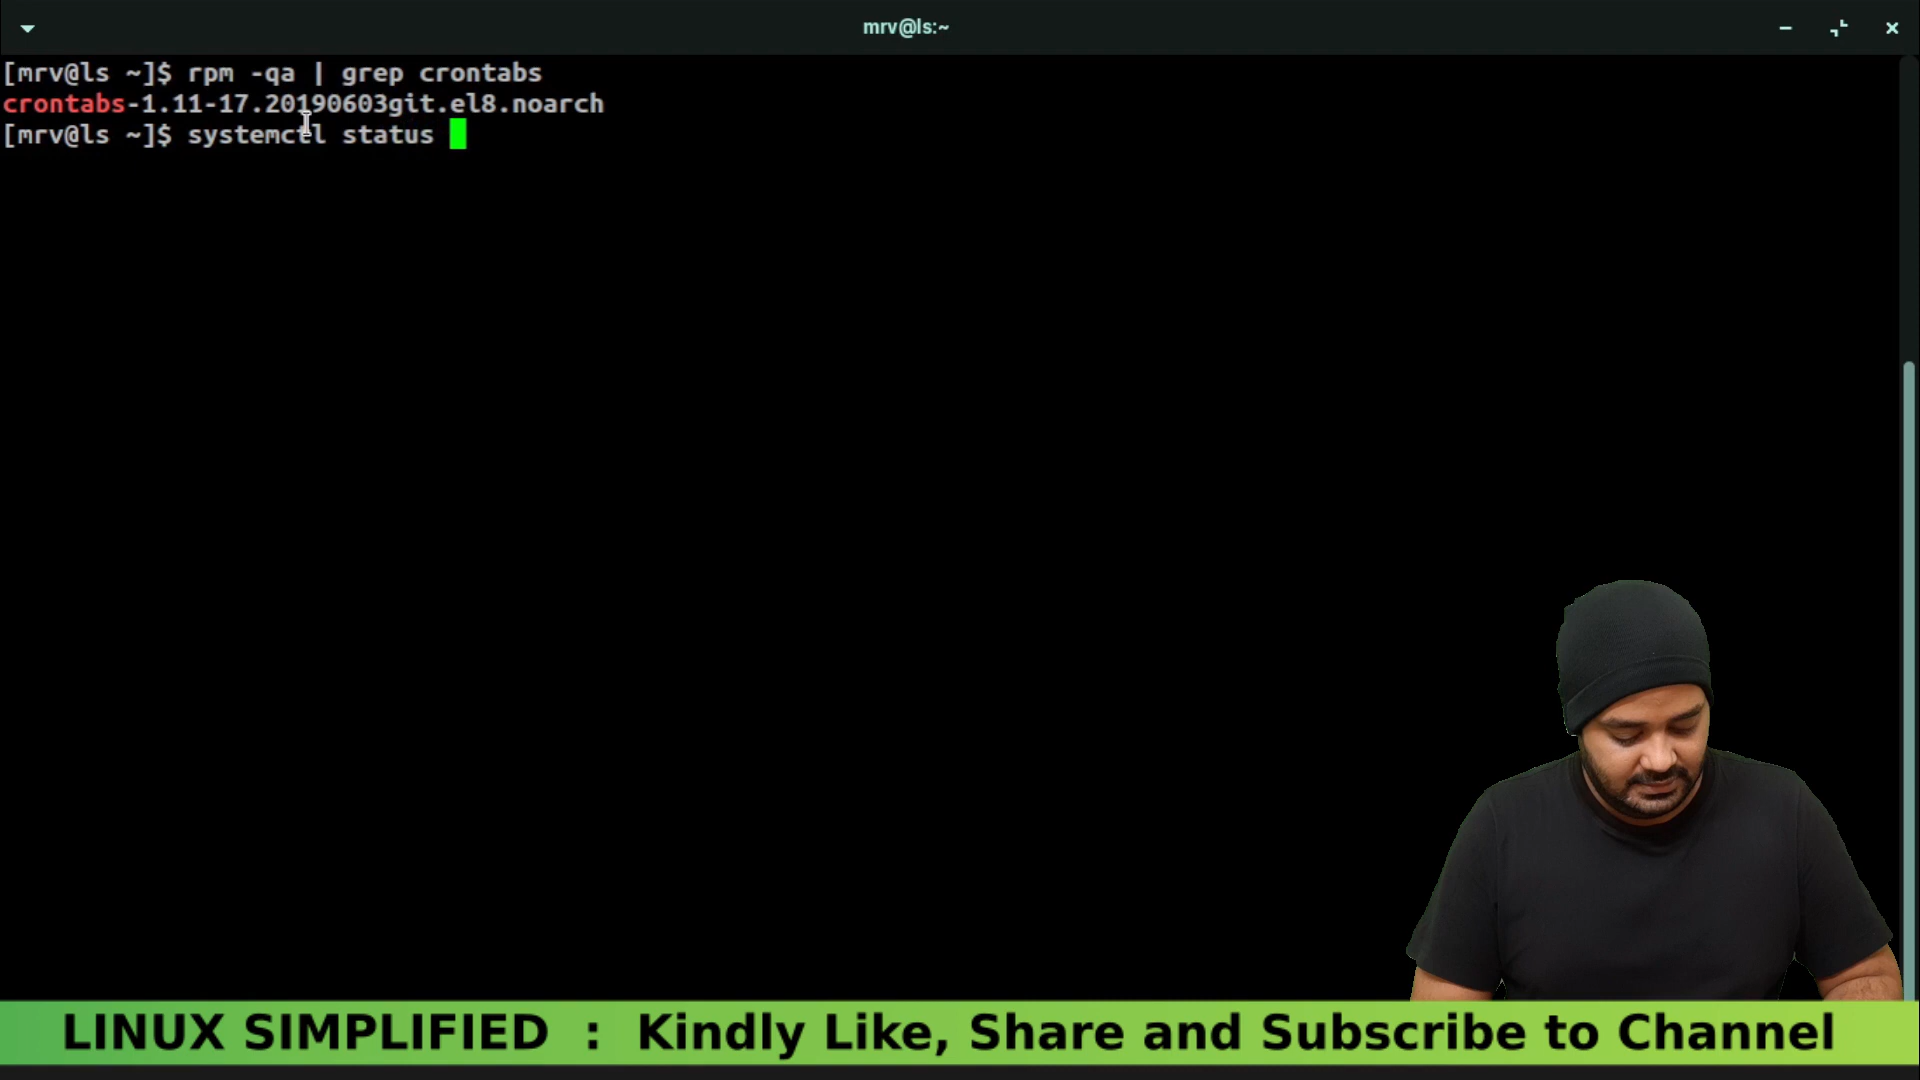 mrv@ls:~
[mrv@ls ~]$ rpm -qa | grep crontabs
crontabs-1.11-17.20190603git.el8.noarch
[mrv@ls ~]$ systemctl status
LINUX SIMPLIFIED : Kindly Like, Share and Subscribe to Channel